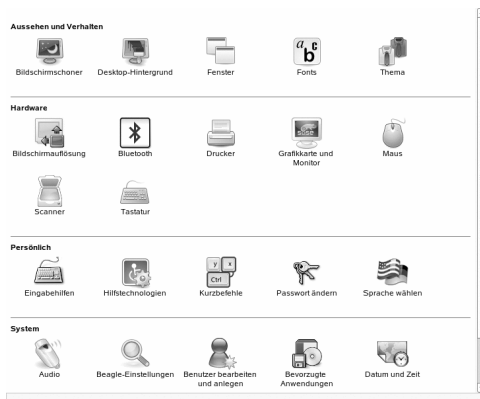 Aussehen und Verhalten
Bildschirmschoner Desktop-Hintergrund Fenster Fonts Thema
Hardware
Bildschirmauflösung Bluetooth Drucker Grafikkarte und Monitor Maus
Scanner Tastatur
Persönlich
Eingabehilfen Hilfstechnologien Kurzbefehle Passwort ändern Sprache wählen
System
Audio Beagle-Einstellungen Benutzer bearbeiten und anlegen Bevorzugte Anwendungen Datum und Zeit
a b c
suse
y x
Ctrl